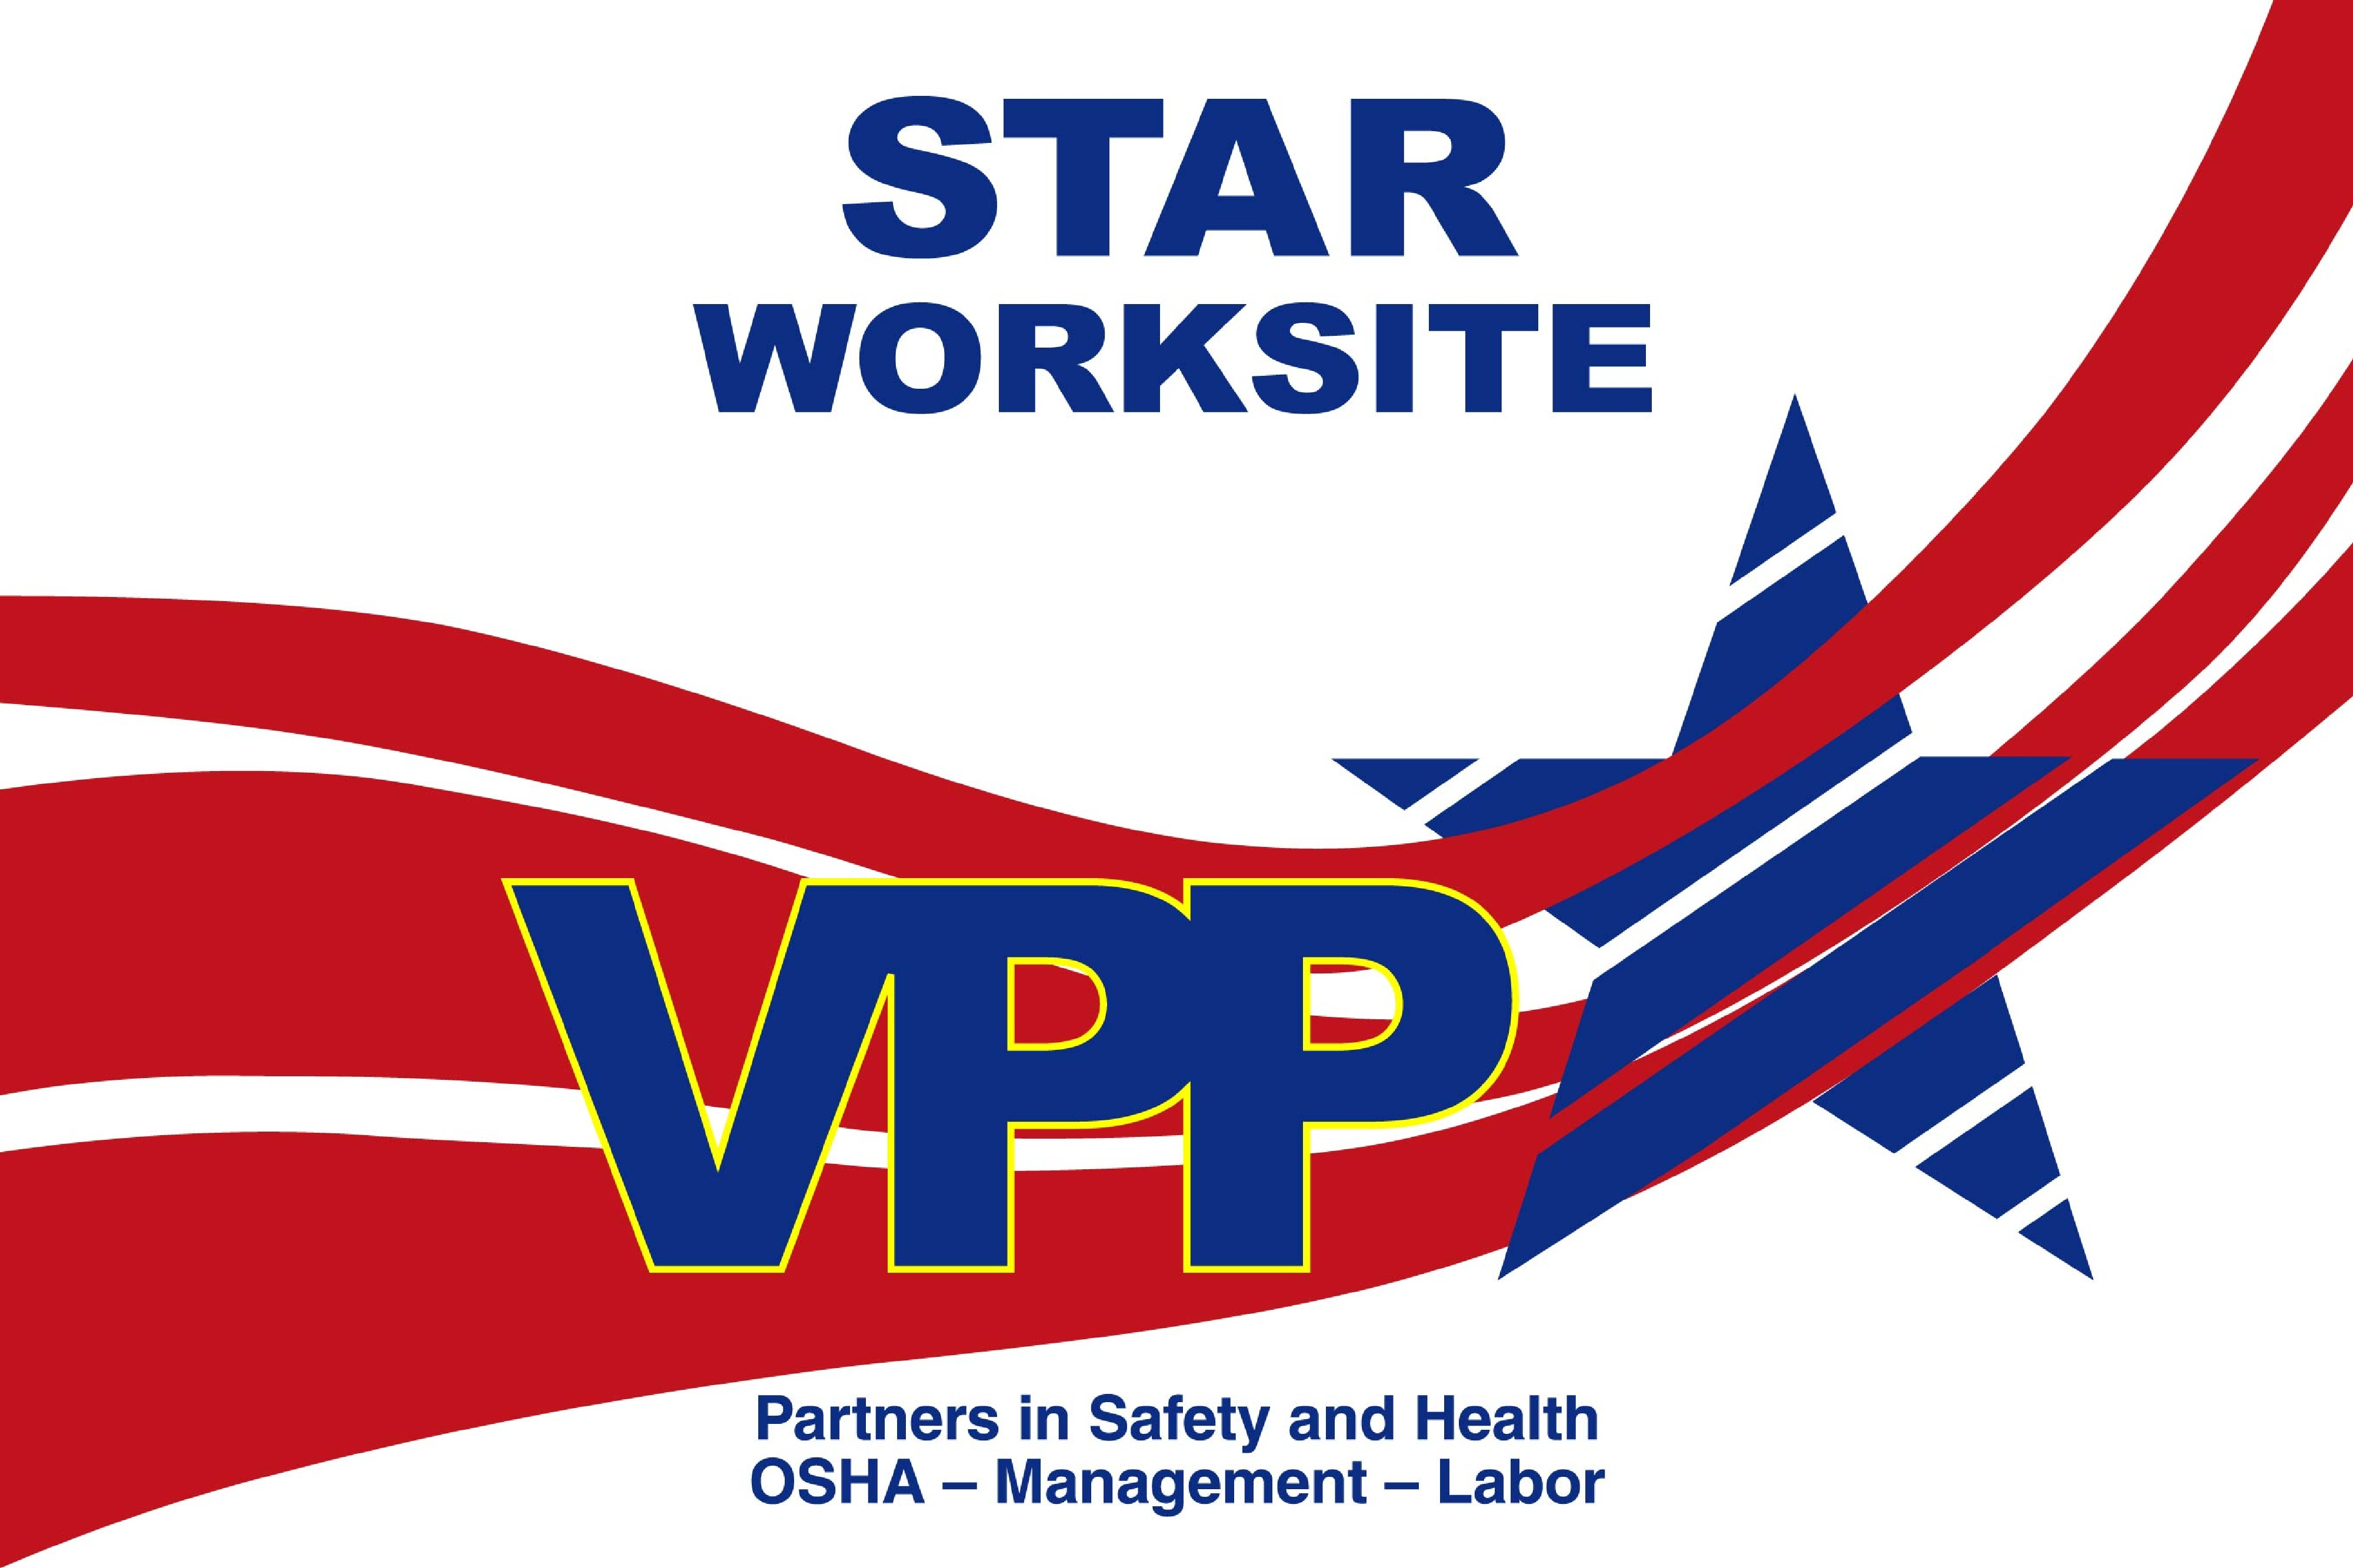 STAR
WORKSITE
VPP
Partners in Safety and Health
OSHA — Management — Labor